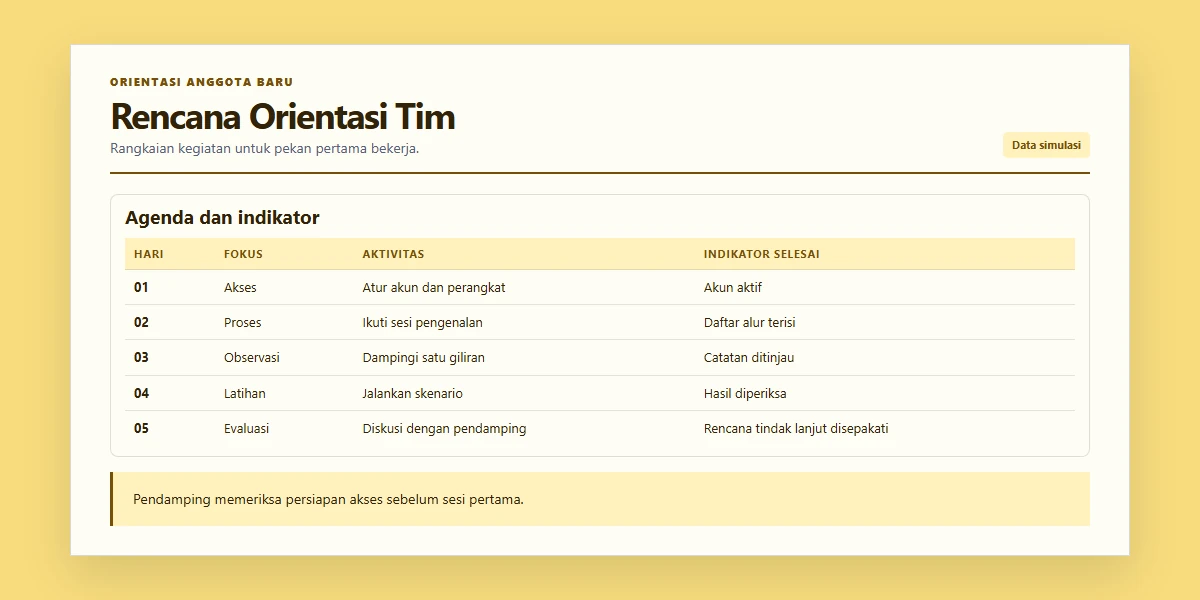 ORIENTASI ANGGOTA BARU
Rencana Orientasi Tim
Rangkaian kegiatan untuk pekan pertama bekerja.
Data simulasi
Agenda dan indikator
HARI FOKUS AKTIVITAS INDIKATOR SELESAI
01 Akses Atur akun dan perangkat Akun aktif
02 Proses Ikuti sesi pengenalan Daftar alur terisi
03 Observasi Dampingi satu giliran Catatan ditinjau
04 Latihan Jalankan skenario Hasil diperiksa
05 Evaluasi Diskusi dengan pendamping Rencana tindak lanjut disepakati
Pendamping memeriksa persiapan akses sebelum sesi pertama.